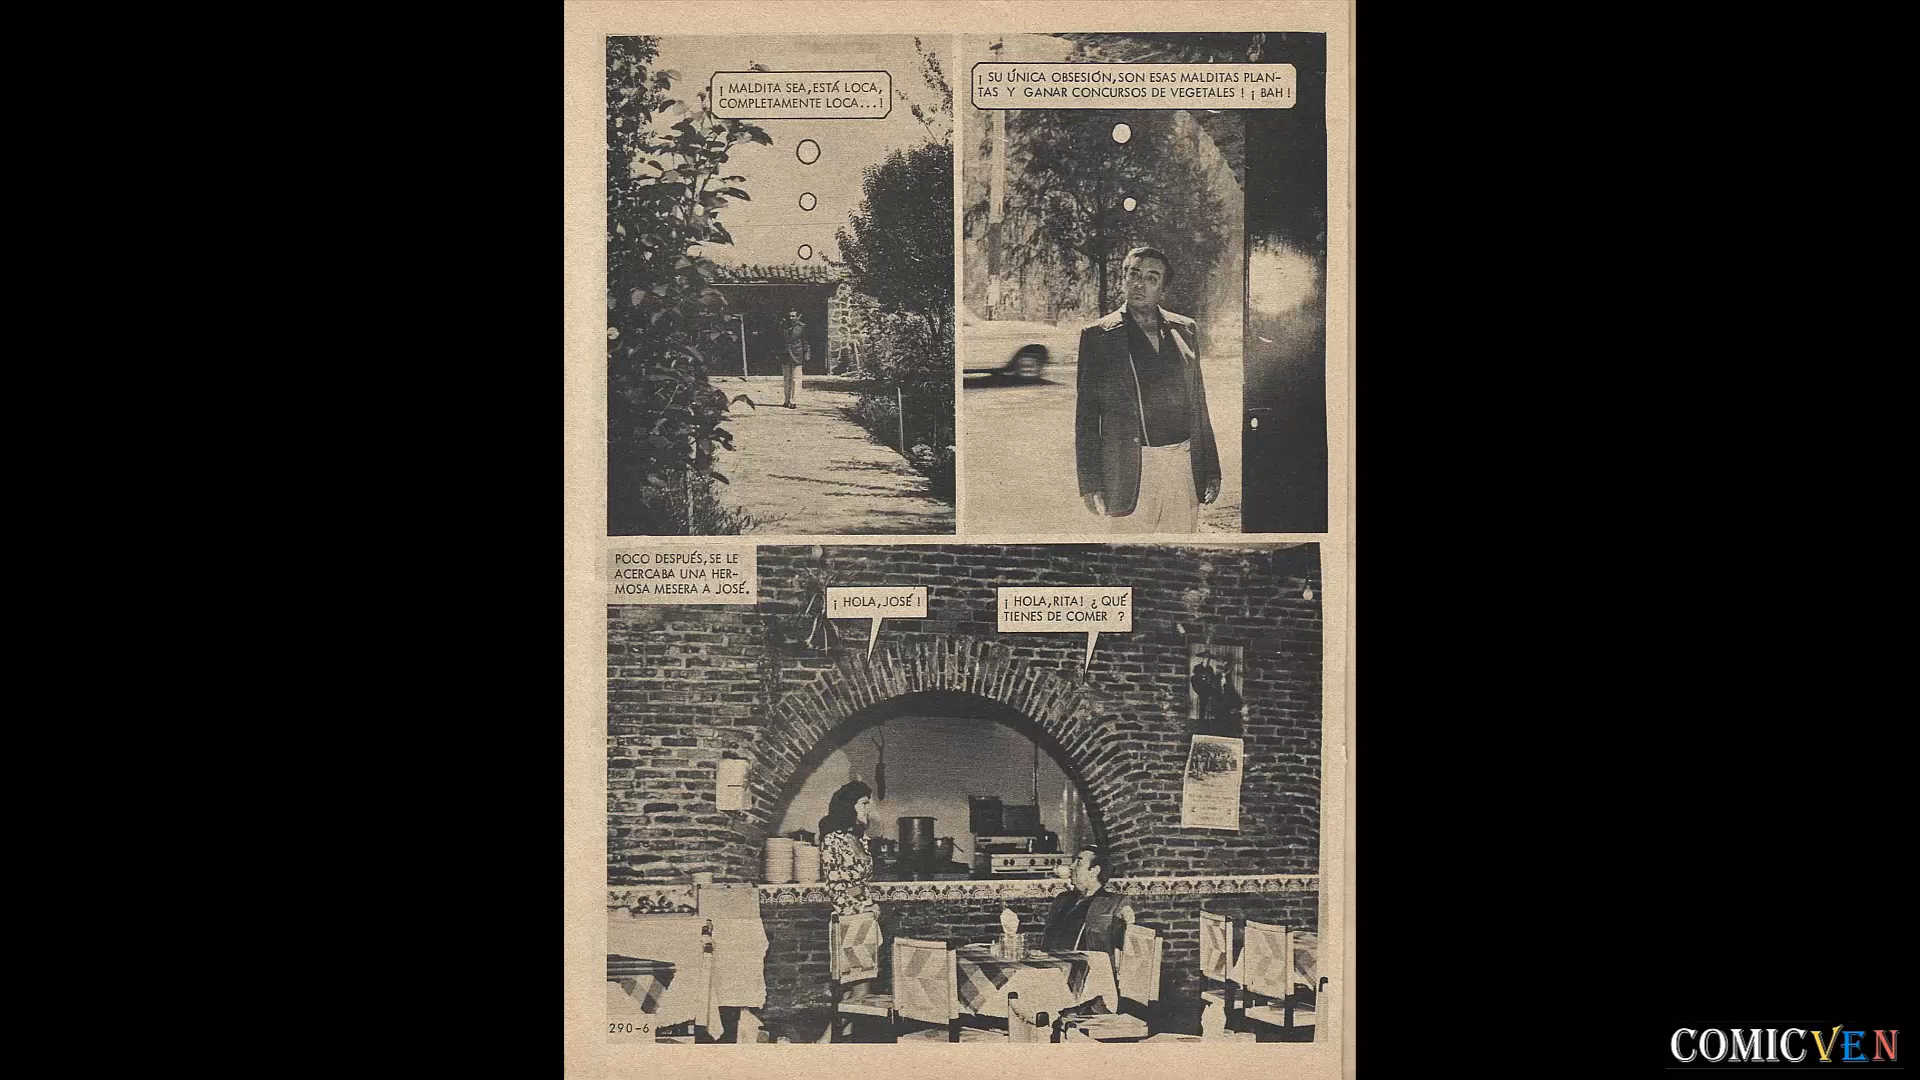 ¡ MALDITA SEA, ESTÁ LOCA,
COMPLETAMENTE LOCA...!
¡ SU ÚNICA OBSESIÓN, SON ESAS MALDITAS PLAN-
TAS Y GANAR CONCURSOS DE VEGETALES ! ¡ BAH !
POCO DESPUÉS, SE LE
ACERCABA UNA HER-
MOSA MESERA A JOSÉ.
¡ HOLA, JOSÉ !
¡ HOLA, RITA! ¿ QUÉ
TIENES DE COMER ?
290-6
COMICVEN